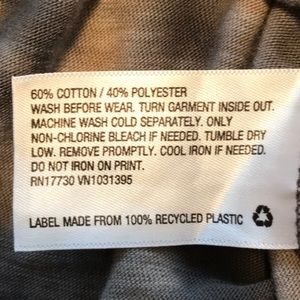 60% COTTON / 40% POLYESTER
WASH BEFORE WEAR. TURN GARMENT INSIDE OUT.
MACHINE WASH COLD SEPARATELY. ONLY
NON-CHLORINE BLEACH IF NEEDED. TUMBLE DRY
LOW. REMOVE PROMPTLY. COOL IRON IF NEEDED.
DO NOT IRON ON PRINT.
RN17730 VN1031395
LABEL MADE FROM 100% RECYCLED PLASTIC